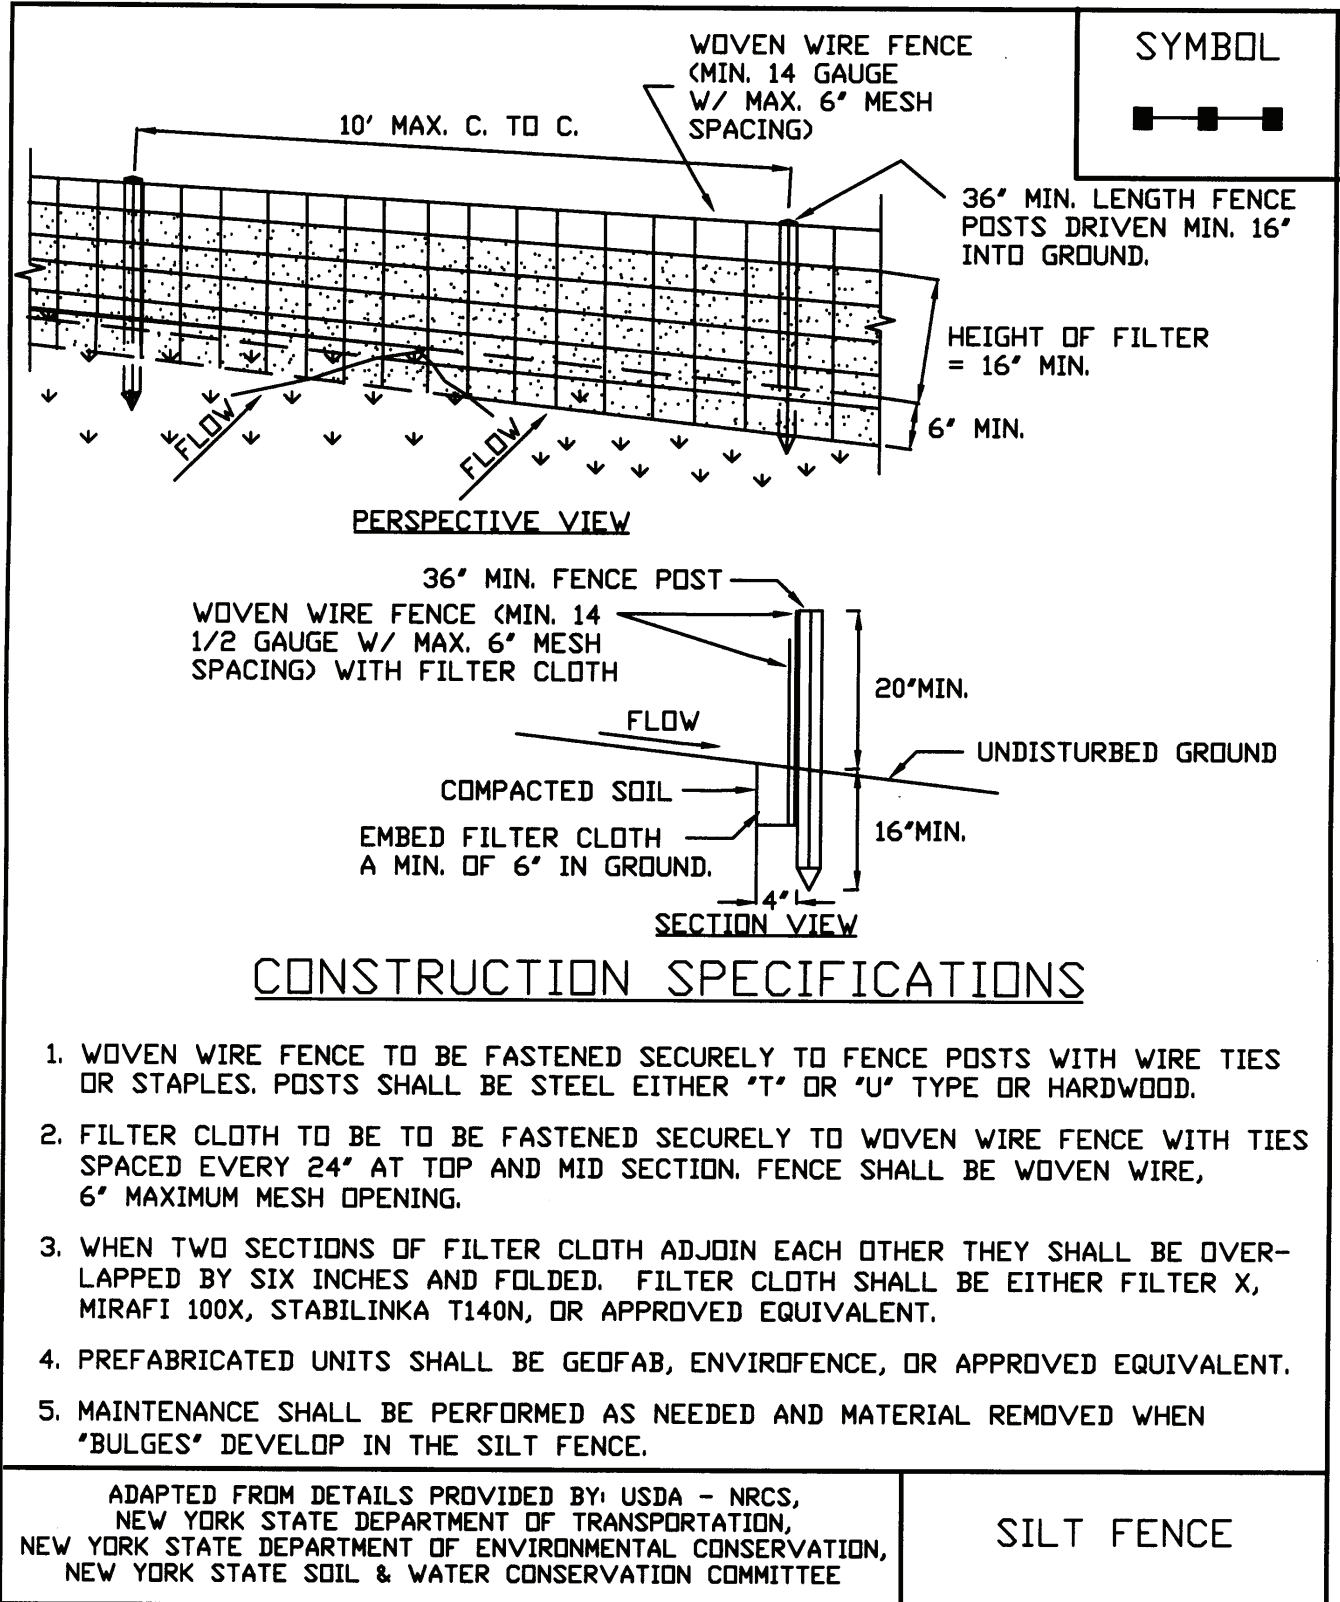 WOVEN WIRE FENCE
(MIN. 14 GAUGE
W/ MAX. 6" MESH
SPACING)
SYMBOL
10' MAX. C. TO C.
36" MIN. LENGTH FENCE
POSTS DRIVEN MIN. 16"
INTO GROUND.
HEIGHT OF FILTER
= 16" MIN.
6" MIN.
FLOW
FLOW
PERSPECTIVE VIEW
36" MIN. FENCE POST
WOVEN WIRE FENCE (MIN. 14
1/2 GAUGE W/ MAX. 6" MESH
SPACING) WITH FILTER CLOTH
20"MIN.
FLOW
UNDISTURBED GROUND
COMPACTED SOIL
EMBED FILTER CLOTH
A MIN. OF 6" IN GROUND.
16"MIN.
4"
SECTION VIEW
CONSTRUCTION SPECIFICATIONS
1. WOVEN WIRE FENCE TO BE FASTENED SECURELY TO FENCE POSTS WITH WIRE TIES
OR STAPLES. POSTS SHALL BE STEEL EITHER "T" OR "U" TYPE OR HARDWOOD.
2. FILTER CLOTH TO BE TO BE FASTENED SECURELY TO WOVEN WIRE FENCE WITH TIES
SPACED EVERY 24" AT TOP AND MID SECTION. FENCE SHALL BE WOVEN WIRE,
6" MAXIMUM MESH OPENING.
3. WHEN TWO SECTIONS OF FILTER CLOTH ADJOIN EACH OTHER THEY SHALL BE OVER-
LAPPED BY SIX INCHES AND FOLDED. FILTER CLOTH SHALL BE EITHER FILTER X,
MIRAFI 100X, STABILINKA T140N, OR APPROVED EQUIVALENT.
4. PREFABRICATED UNITS SHALL BE GEOFAB, ENVIROFENCE, OR APPROVED EQUIVALENT.
5. MAINTENANCE SHALL BE PERFORMED AS NEEDED AND MATERIAL REMOVED WHEN
"BULGES" DEVELOP IN THE SILT FENCE.
ADAPTED FROM DETAILS PROVIDED BY: USDA - NRCS,
NEW YORK STATE DEPARTMENT OF TRANSPORTATION,
NEW YORK STATE DEPARTMENT OF ENVIRONMENTAL CONSERVATION,
NEW YORK STATE SOIL & WATER CONSERVATION COMMITTEE
SILT FENCE